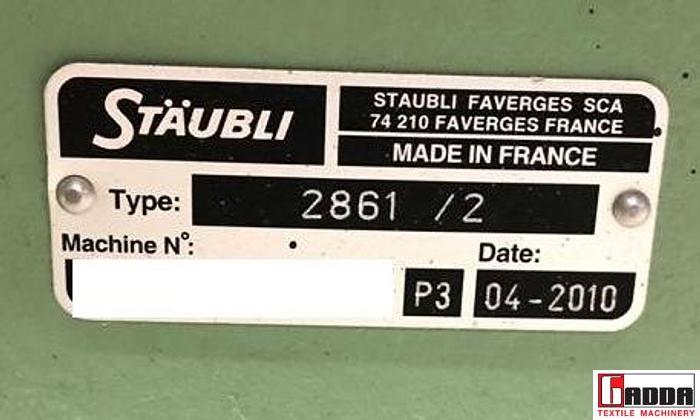 STÄUBLI
STAUBLI FAVERGES SCA
74 210 FAVERGES FRANCE
MADE IN FRANCE
Type: 2861 /2
Machine N°:
Date:
P3 04-2010
GADDA
TEXTILE MACHINERY